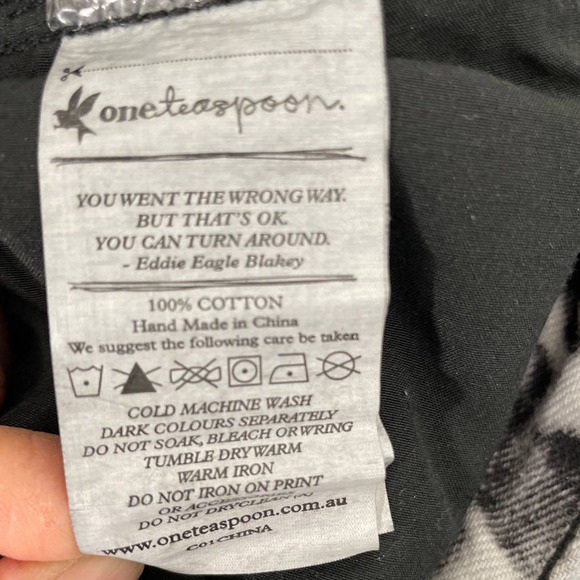 oneteaspoon.
YOU WENT THE WRONG WAY.
BUT THAT'S OK.
YOU CAN TURN AROUND.
- Eddie Eagle Blakey
100% COTTON
Hand Made in China
We suggest the following care be taken
COLD MACHINE WASH
DARK COLOURS SEPARATELY
DO NOT SOAK, BLEACH OR WRING
TUMBLE DRY WARM
WARM IRON
DO NOT IRON ON PRINT
OR
DO NOT DRYCLEAN
www.oneteaspoon.com.au
C01CHINA